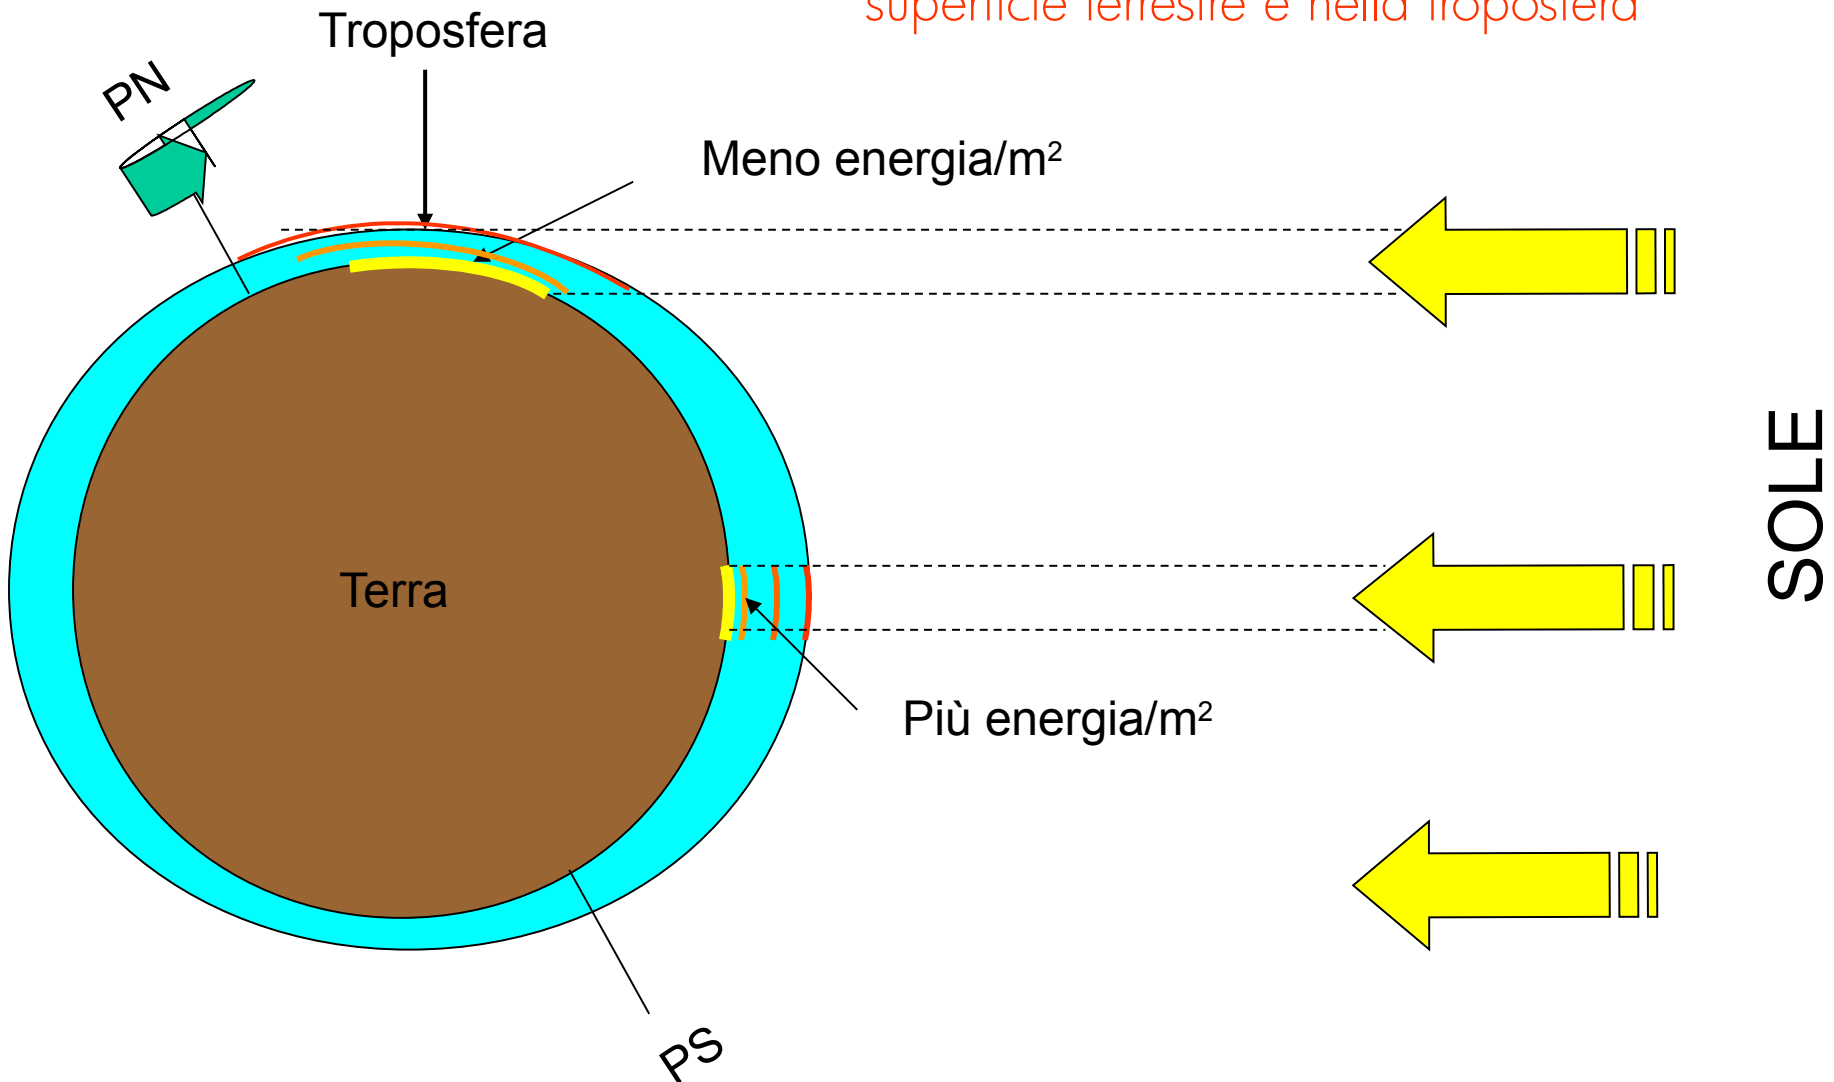 superficie terrestre e nella troposfera
Troposfera
PN
Meno energia/m²
SOLE
Terra
Più energia/m²
PS